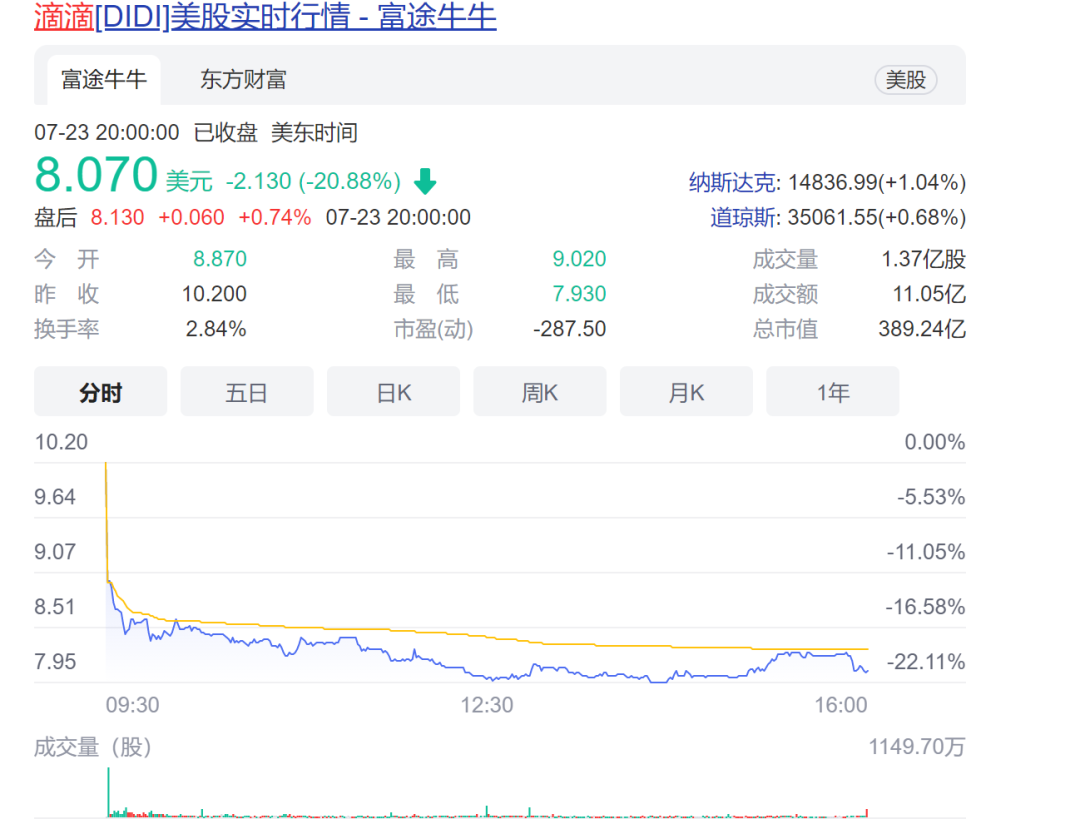 滴滴[DIDI]美股实时行情 - 富途牛牛
富途牛牛 东方财富 美股
07-23 20:00:00 已收盘 美东时间
8.070 美元 -2.130 (-20.88%) 纳斯达克: 14836.99(+1.04%)
盘后 8.130 +0.060 +0.74% 07-23 20:00:00 道琼斯: 35061.55(+0.68%)
今 开 8.870 最 高 9.020 成交量 1.37亿股
昨 收 10.200 最 低 7.930 成交额 11.05亿
换手率 2.84% 市盈(动) -287.50 总市值 389.24亿
分时 五日 日K 周K 月K 1年
10.20 0.00%
9.64 -5.53%
9.07 -11.05%
8.51 -16.58%
7.95 -22.11%
09:30 12:30 16:00
成交量（股） 1149.70万